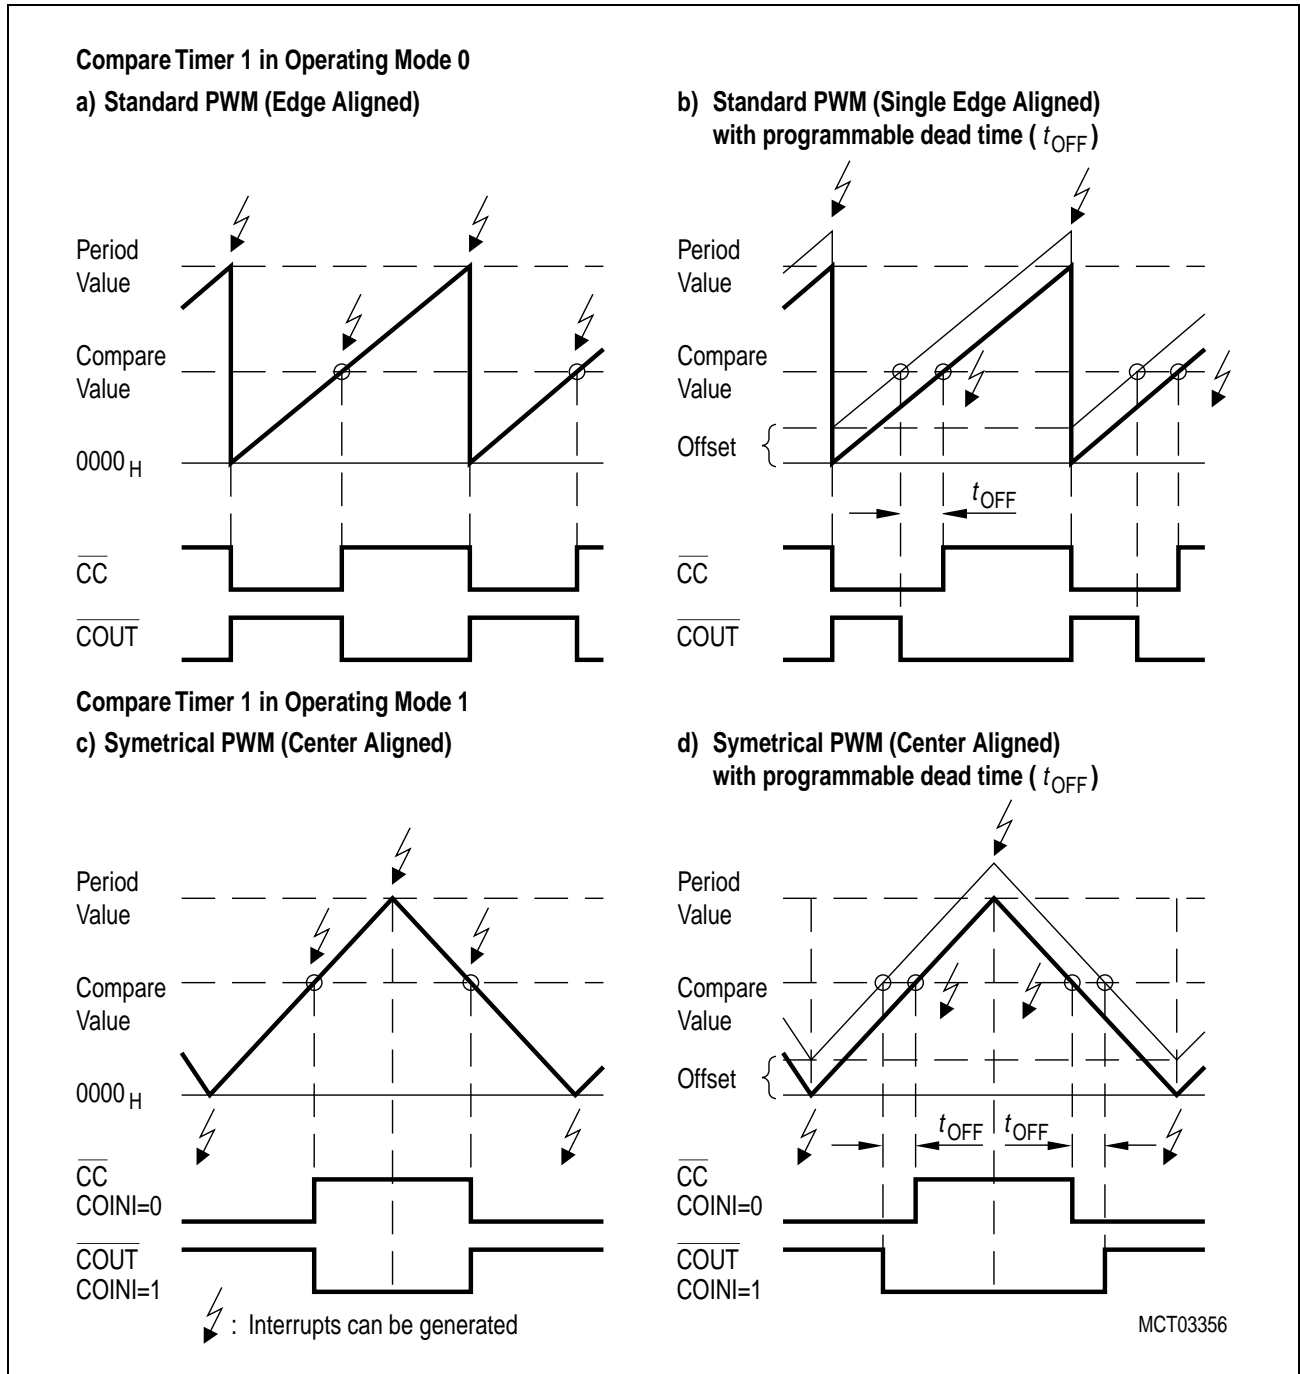 Compare Timer 1 in Operating Mode 0
a) Standard PWM (Edge Aligned)
b) Standard PWM (Single Edge Aligned)
with programmable dead time ( tOFF )
Period
Value
Compare
Value
0000 H
CC
COUT
Period
Value
Compare
Value
Offset
tOFF
CC
COUT
Compare Timer 1 in Operating Mode 1
c) Symetrical PWM (Center Aligned)
d) Symetrical PWM (Center Aligned)
with programmable dead time ( tOFF )
Period
Value
Compare
Value
0000 H
CC
COINI=0
COUT
COINI=1
Period
Value
Compare
Value
Offset
tOFF tOFF
CC
COINI=0
COUT
COINI=1
: Interrupts can be generated
MCT03356